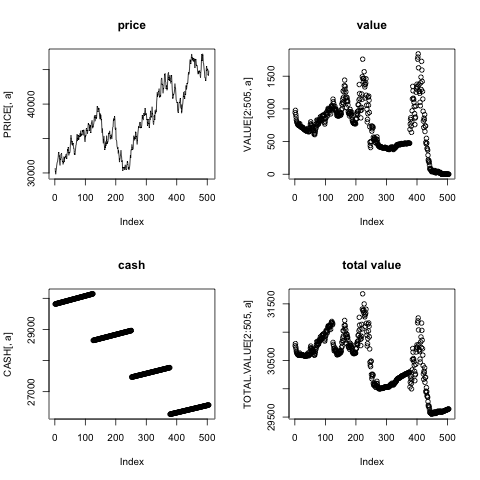 price
PRICE[, a]
30000
40000
0
100
200
300
400
500
Index
value
VALUE[2:505, a]
0
500
1000
1500
0
100
200
300
400
500
Index
cash
CASH[, a]
27000
29000
0
100
200
300
400
500
Index
total value
TOTAL.VALUE[2:505, a]
29500
30500
31500
0
100
200
300
400
500
Index